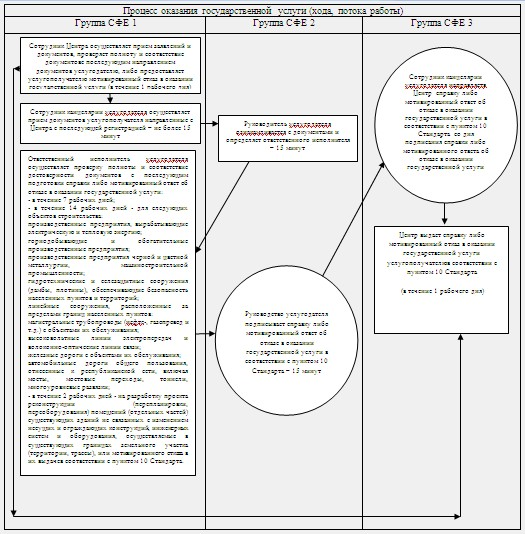 Процесс оказания государственной услуги (хода, потока работы)
Группа СФЕ 1
Группа СФЕ 2
Группа СФЕ 3
Сотрудник Центра осуществляет прием заявления и
документов, проверяет полноту и соответствие
документов с последующим направлением
документов услугодателю, либо предоставляет
услугополучателю мотивированный отказ в оказании
государственной услуги (в течение 1 рабочего дня)
Сотрудник канцелярии услугодателя осуществляет
прием документов услугополучателя направленные с
Центра с последующей регистрацией – не более 15
минут
Ответственный исполнитель услугодателя
осуществляет проверку полноты и соответствие
достоверности документов с последующим
подготовки справки либо мотивированный ответ об
отказе в оказании государственной услуги:
- в течение 7 рабочих дней;
- в течение 14 рабочих дней - для следующих
объектов строительства:
производственные предприятия, вырабатывающие
электрическую и тепловую энергию;
горнодобывающие и обогатительные
производственные предприятия;
производственные предприятия черной и цветной
металлургии, машиностроительной
промышленности;
гидротехнические и селезащитные сооружения
(дамбы, плотины), обеспечивающие безопасность
населенных пунктов и территорий;
линейные сооружения, расположенные за
пределами границ населенных пунктов:
магистральные трубопроводы (нефте-, газопровод и
т.д.) с объектами их обслуживания;
высоковольтные линии электропередач и
волоконно-оптические линии связи;
железные дороги с объектами их обслуживания;
автомобильные дороги общего пользования,
отнесенные к республиканской сети, включая
мосты, мостовые переходы, тоннели,
многоуровневые развязки;
- в течение 2 рабочих дней - на разработку проекта
реконструкции (перепланировки,
переоборудования) помещений (отдельных частей)
существующих зданий не связанных с изменением
несущих и ограждающих конструкций, инженерных
систем и оборудования, осуществляемые в
существующих границах земельного участка
(территории, трассы), или мотивированного отказа в
их выдаче соответствии с пунктом 10 Стандарта
Руководитель услугодателя
ознакамливается с документами и
определяет ответственного исполнителя
– 15 минут
Руководство услугодателя
подписывает справку либо
мотивированный ответ об
отказе в оказании
государственной услуги в
соответствие с пунктом 10
Стандарта – 15 минут
Сотрудник канцелярии
услугодателя направляет
Центр справку либо
мотивированный ответ об
отказе в оказании
государственной услуги в
соответствие с пунктом 10
Стандарта со дня
подписания справки либо
мотивированного ответа об
отказе в оказании
государственной услуги
Центр выдает справку либо
мотивированный отказ в оказании
государственной услуги
услугополучателю в соответствие с
пунктом 10 Стандарта
(в течение 1 рабочего дня)